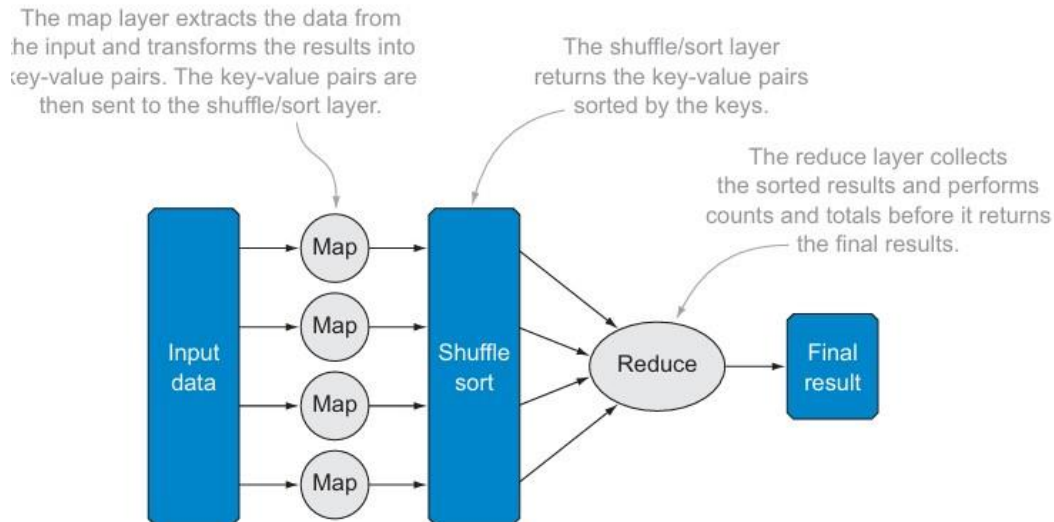 The map layer extracts the data from
the input and transforms the results into
key-value pairs. The key-value pairs are
then sent to the shuffle/sort layer.
The shuffle/sort layer
returns the key-value pairs
sorted by the keys.
The reduce layer collects
the sorted results and performs
counts and totals before it returns
the final results.
Input
data
Map
Map
Map
Map
Shuffle
sort
Reduce
Final
result